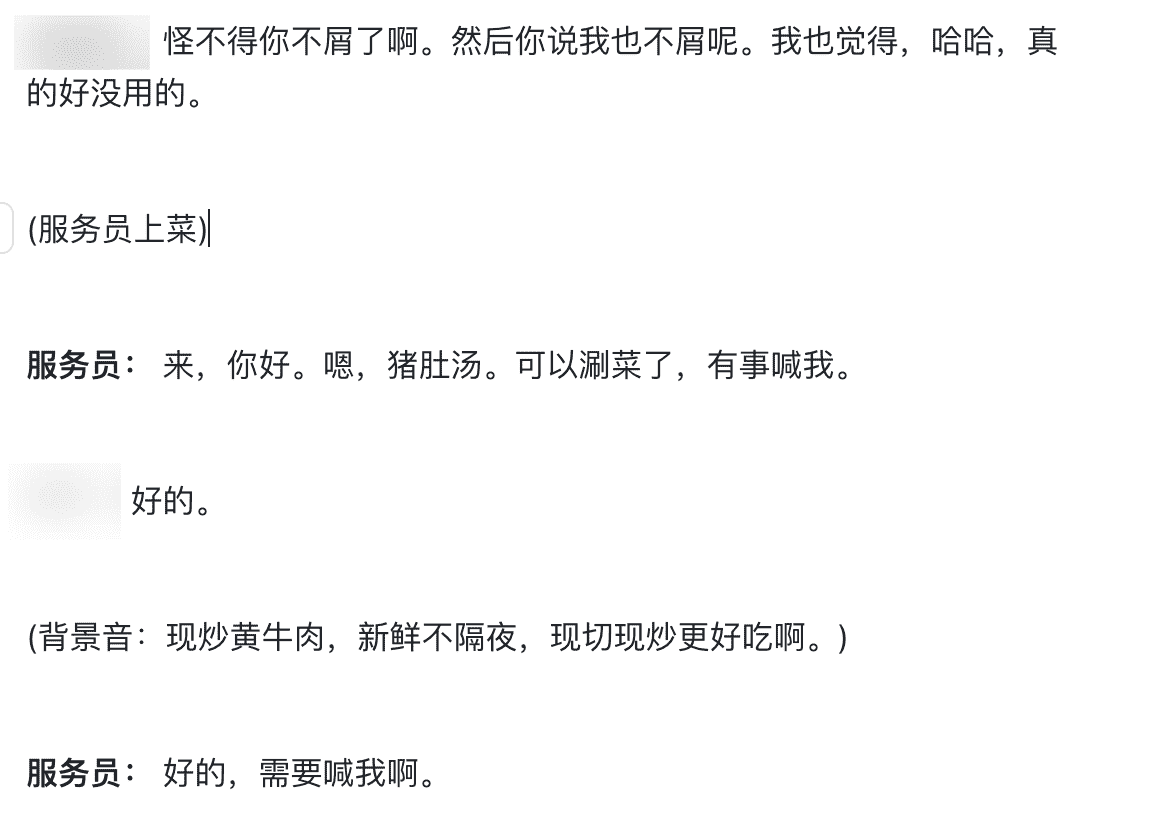 怪不得你不屑了啊。然后你说我也不屑呢。我也觉得，哈哈，真
的好没用的。
(服务员上菜)
服务员： 来，你好。嗯，猪肚汤。可以涮菜了，有事喊我。
好的。
(背景音：现炒黄牛肉，新鲜不隔夜，现切现炒更好吃啊。)
服务员： 好的，需要喊我啊。